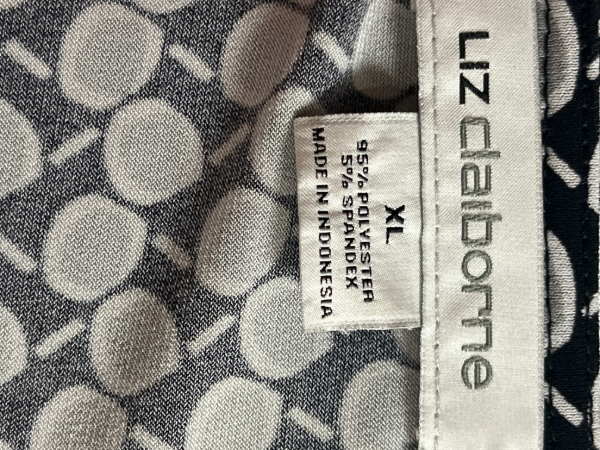 LIZ claiborne
XL
95% POLYESTER
5% SPANDEX
MADE IN INDONESIA